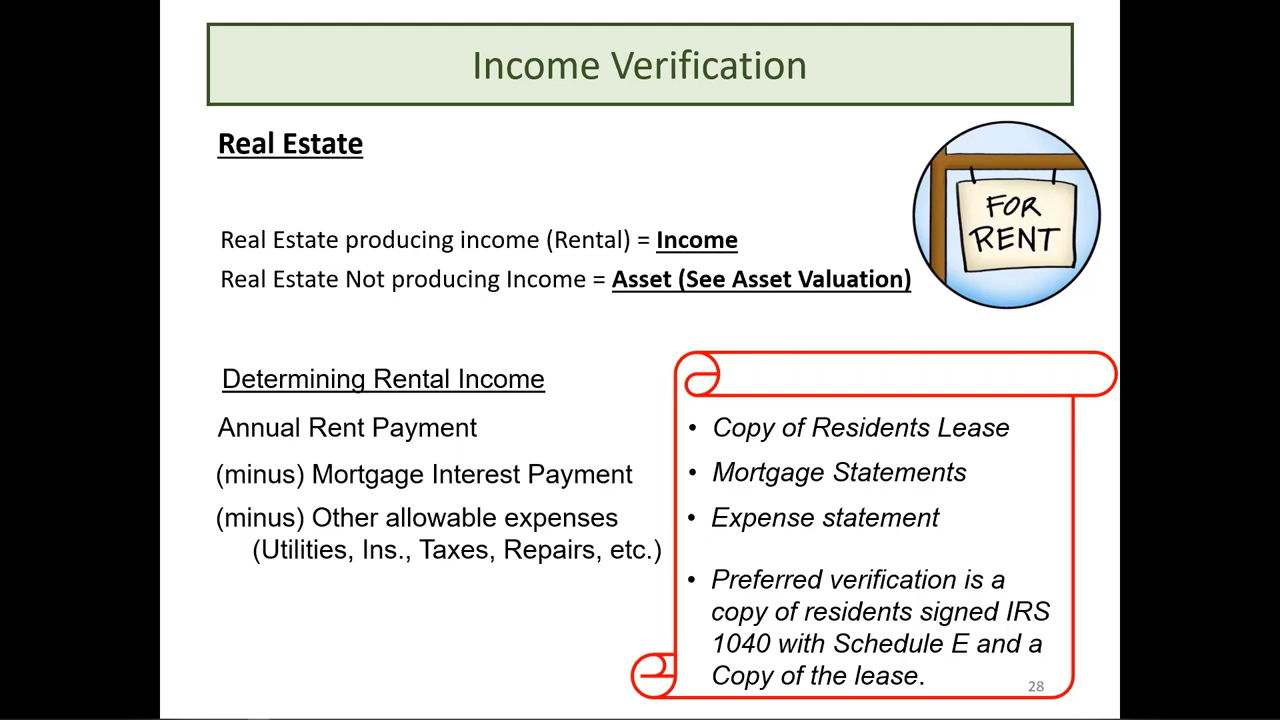 Income Verification
Real Estate
FOR
RENT
Real Estate producing income (Rental) = Income
Real Estate Not producing Income = Asset (See Asset Valuation)
Determining Rental Income
Annual Rent Payment
(minus) Mortgage Interest Payment
(minus) Other allowable expenses
(Utilities, Ins., Taxes, Repairs, etc.)
• Copy of Residents Lease
• Mortgage Statements
• Expense statement
• Preferred verification is a
copy of residents signed IRS
1040 with Schedule E and a
Copy of the lease.
28